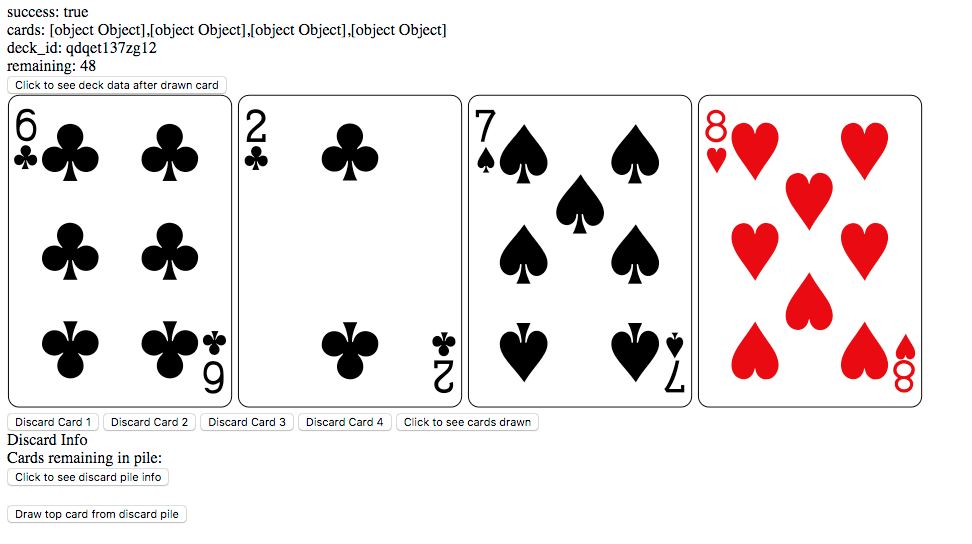 success: true
cards: [object Object],[object Object],[object Object],[object Object]
deck_id: qdqet137zg12
remaining: 48
Click to see deck data after drawn card
6 2 7 8
6 2 7 8
Discard Card 1 Discard Card 2 Discard Card 3 Discard Card 4 Click to see cards drawn
Discard Info
Cards remaining in pile:
Click to see discard pile info
Draw top card from discard pile